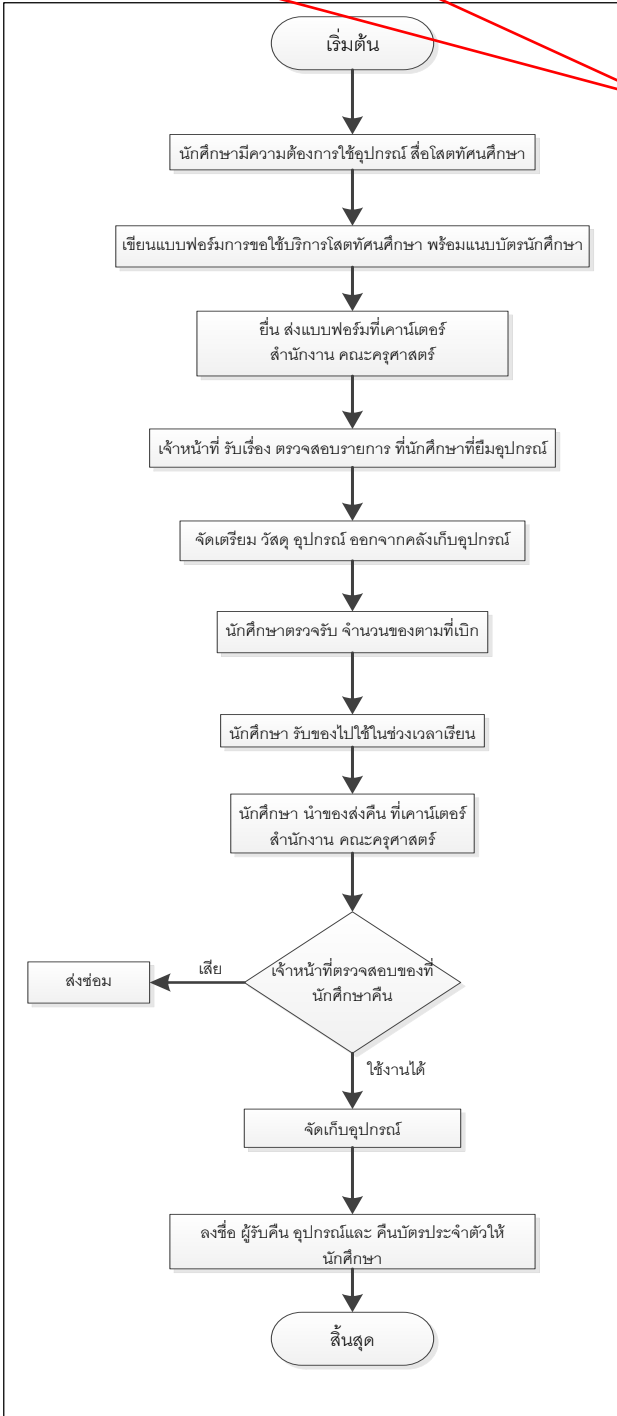 เริ่มต้น
นักศึกษามีความต้องการใช้อุปกรณ์ สื่อโสตทัศนศึกษา
เขียนแบบฟอร์มการขอใช้บริการโสตทัศนศึกษา พร้อมแนบบัตรนักศึกษา
ยื่น ส่งแบบฟอร์มที่เคาน์เตอร์
สำนักงาน คณะครุศาสตร์
เจ้าหน้าที่ รับเรื่อง ตรวจสอบรายการ ที่นักศึกษาที่ยืมอุปกรณ์
จัดเตรียม วัสดุ อุปกรณ์ ออกจากคลังเก็บอุปกรณ์
นักศึกษาตรวจรับ จำนวนของตามที่เบิก
นักศึกษา รับของไปใช้ในช่วงเวลาเรียน
นักศึกษา นำของส่งคืน ที่เคาน์เตอร์
สำนักงาน คณะครุศาสตร์
เจ้าหน้าที่ตรวจสอบของที่
นักศึกษาคืน
เสีย
ส่งซ่อม
ใช้งานได้
จัดเก็บอุปกรณ์
ลงชื่อ ผู้รับคืน อุปกรณ์และ คืนบัตรประจำตัวให้
นักศึกษา
สิ้นสุด